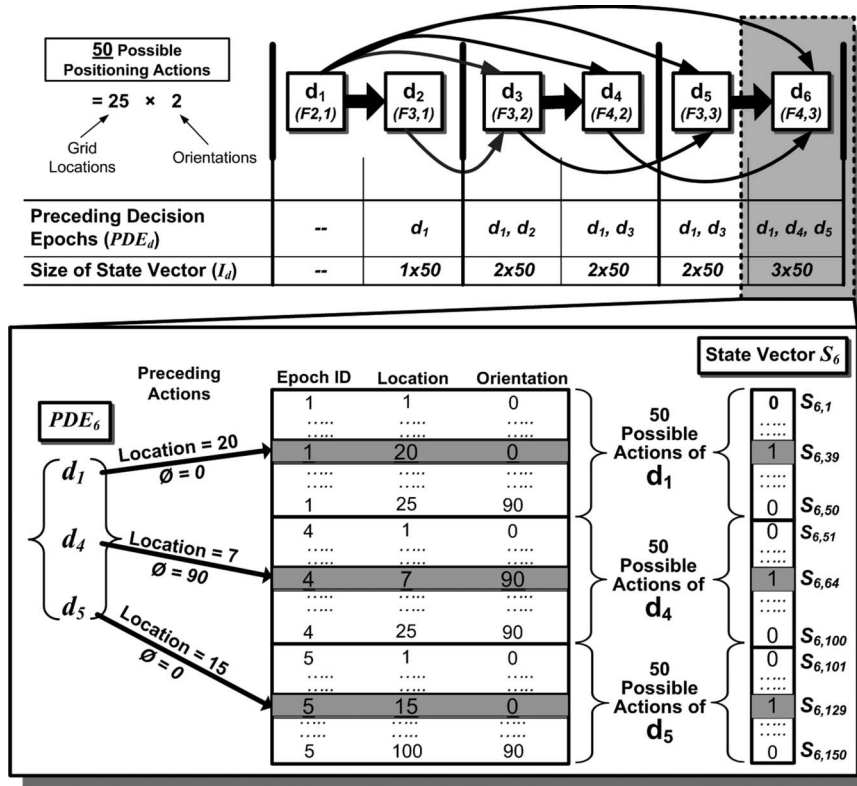 50 Possible
Positioning Actions
= 25 × 2
Grid
Locations
Orientations
d1
(F2,1)
d2
(F3,1)
d3
(F3,2)
d4
(F4,2)
d5
(F3,3)
d6
(F4,3)
Preceding Decision
Epochs (PDEd)
-- d1 d1, d2 d1, d3 d1, d3 d1, d4, d5
Size of State Vector (Id) -- 1x50 2x50 2x50 2x50 3x50
Preceding
Actions
Epoch ID Location Orientation
State Vector S6
PDE6
d1
d4
d5
Location = 20
Ø = 0
Location = 7
Ø = 90
Location = 15
Ø = 0
1 1 0
..... ..... .....
..... ..... .....
1 20 0
..... ..... .....
..... ..... .....
1 25 90
4 1 0
..... ..... .....
..... ..... .....
4 7 90
..... ..... .....
..... ..... .....
4 25 90
5 1 0
..... ..... .....
..... ..... .....
5 15 0
..... ..... .....
..... ..... .....
5 100 90
50
Possible
Actions of
d1
50
Possible
Actions of
d4
50
Possible
Actions of
d5
0 S6,1
.....
.....
1 S6,39
.....
.....
0 S6,50
0 S6,51
.....
.....
1 S6,64
.....
.....
0 S6,100
0 S6,101
.....
.....
1 S6,129
.....
.....
0 S6,150